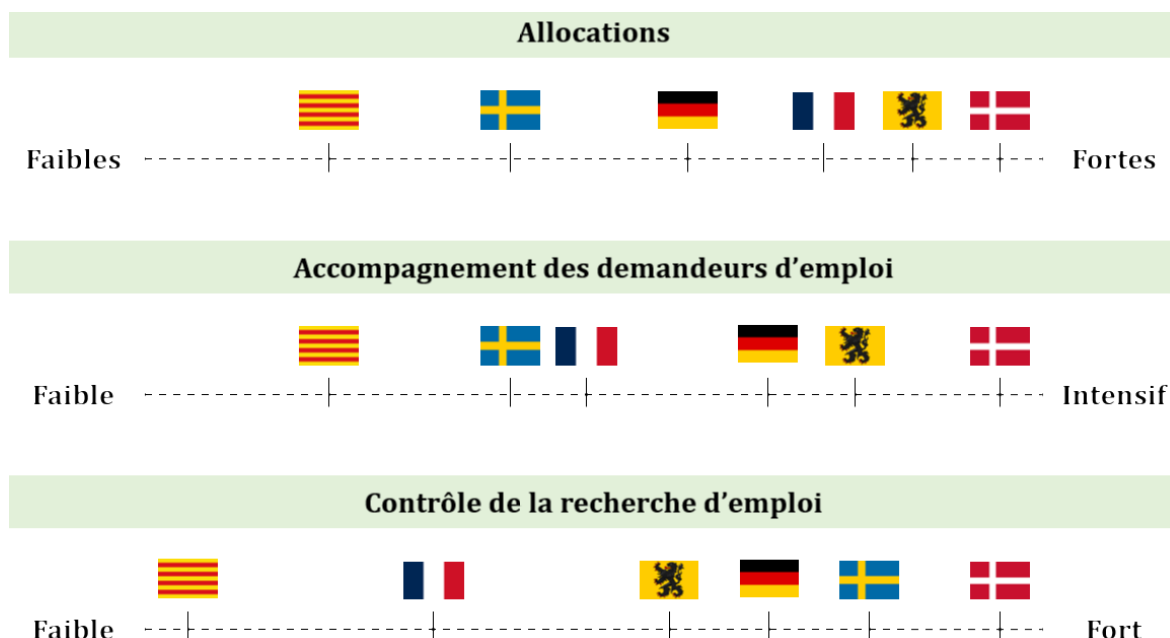 Allocations
Faibles
Fortes
Accompagnement des demandeurs d'emploi
Faible
Intensif
Contrôle de la recherche d'emploi
Faible
Fort